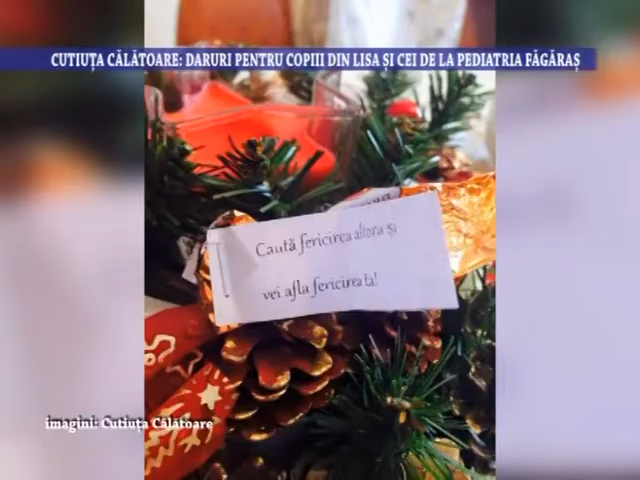 CUTIUȚA CĂLĂTOARE: DARURI PENTRU COPIII DIN LISA ȘI CEI DE LA PEDIATRIA FĂGĂRAȘ
Caută fericirea altora și
vei afla fericirea ta!
imagini: Cutiuța Călătoare